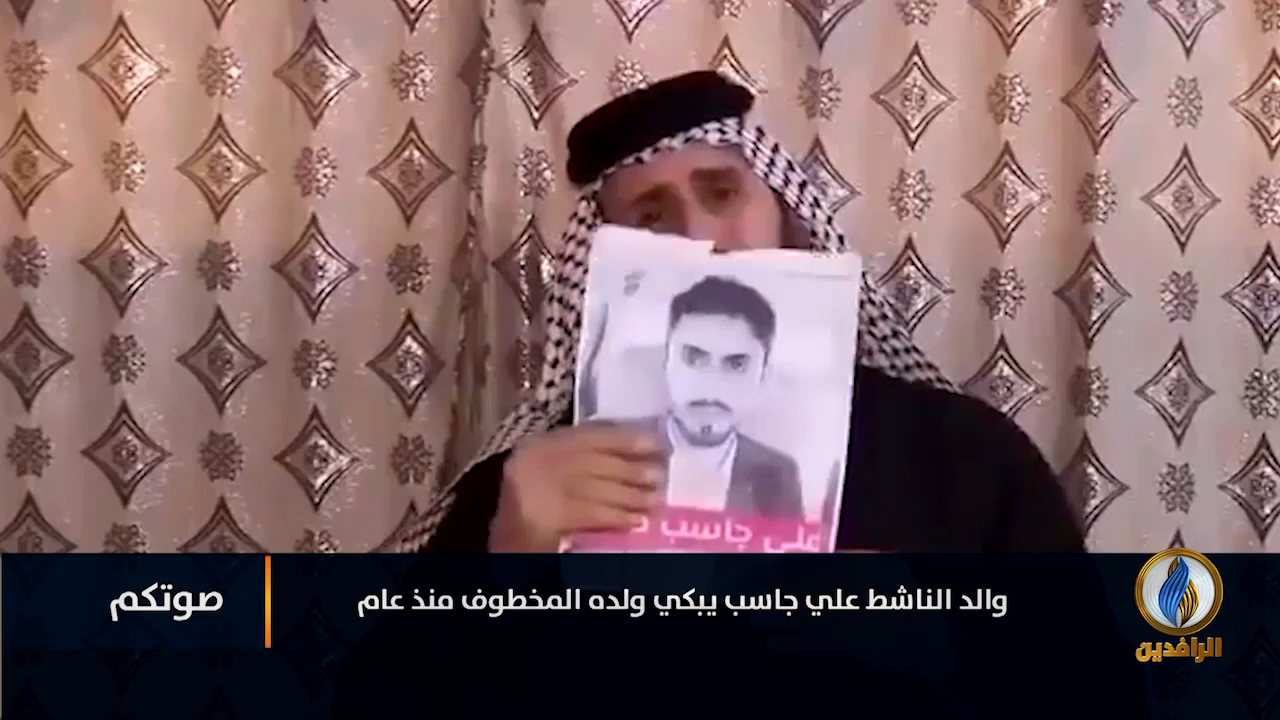 علي جاسب
والد الناشط علي جاسب يبكي ولده المخطوف منذ عام
صوتكم
الرافدين